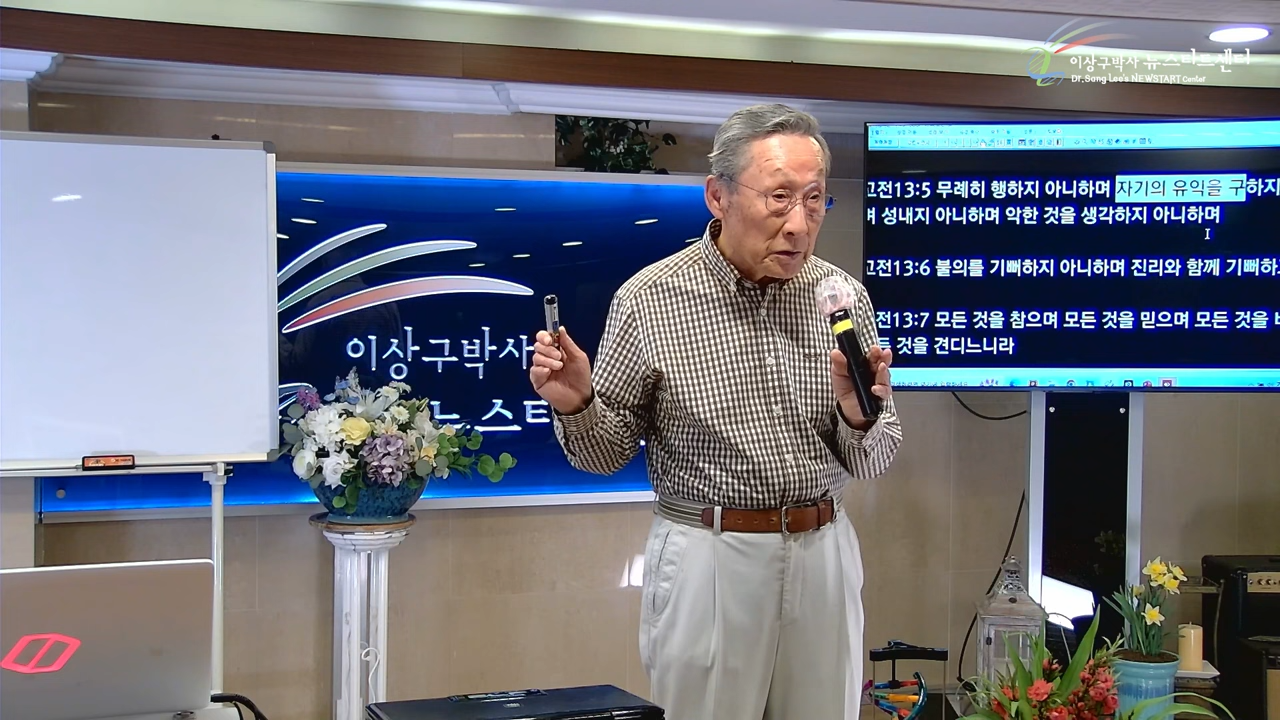 이상구박사 뉴스타트센터
Dr. Sang Lee's NEWSTART Center
고전13:5 무례히 행하지 아니하며 자기의 유익을 구하지
며 성내지 아니하며 악한 것을 생각하지 아니하며
고전13:6 불의를 기뻐하지 아니하며 진리와 함께 기뻐하
전13:7 모든 것을 참으며 모든 것을 믿으며 모든 것을
것을 견디느니라
이상구박사
뉴스타